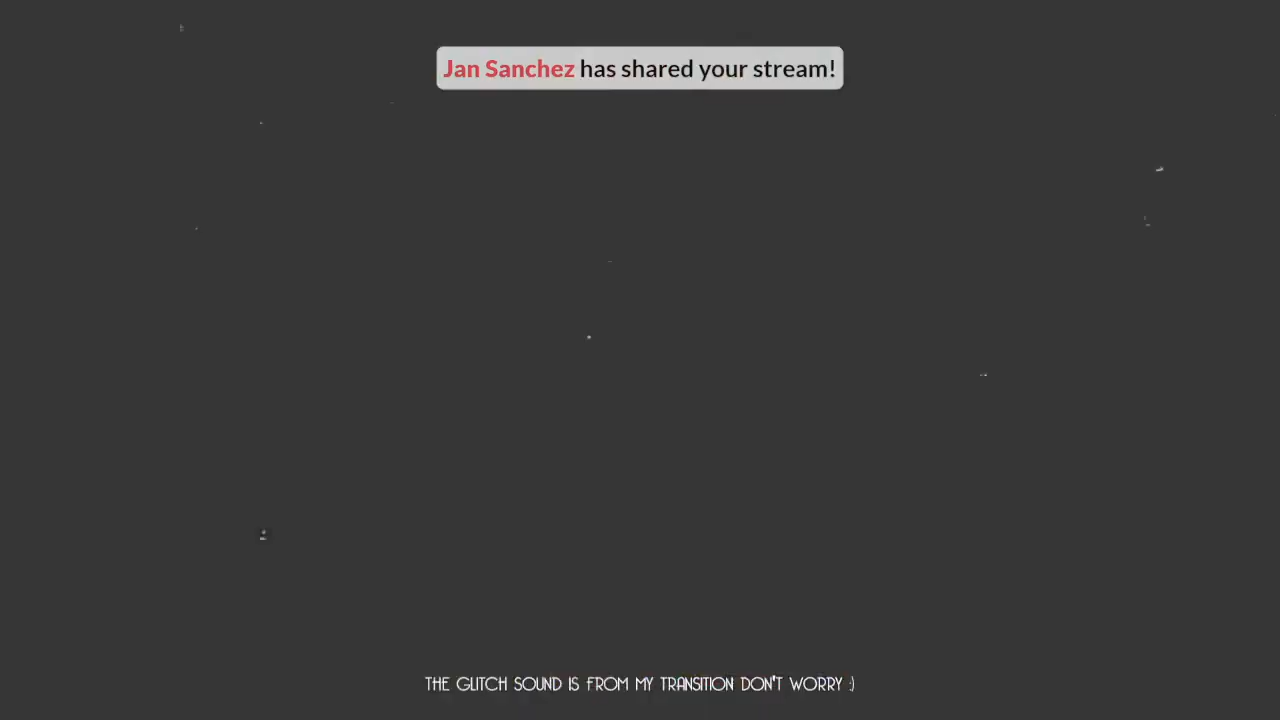 Jan Sanchez has shared your stream!
THE GLITCH SOUND IS FROM MY TRANSITION DON'T WORRY :)